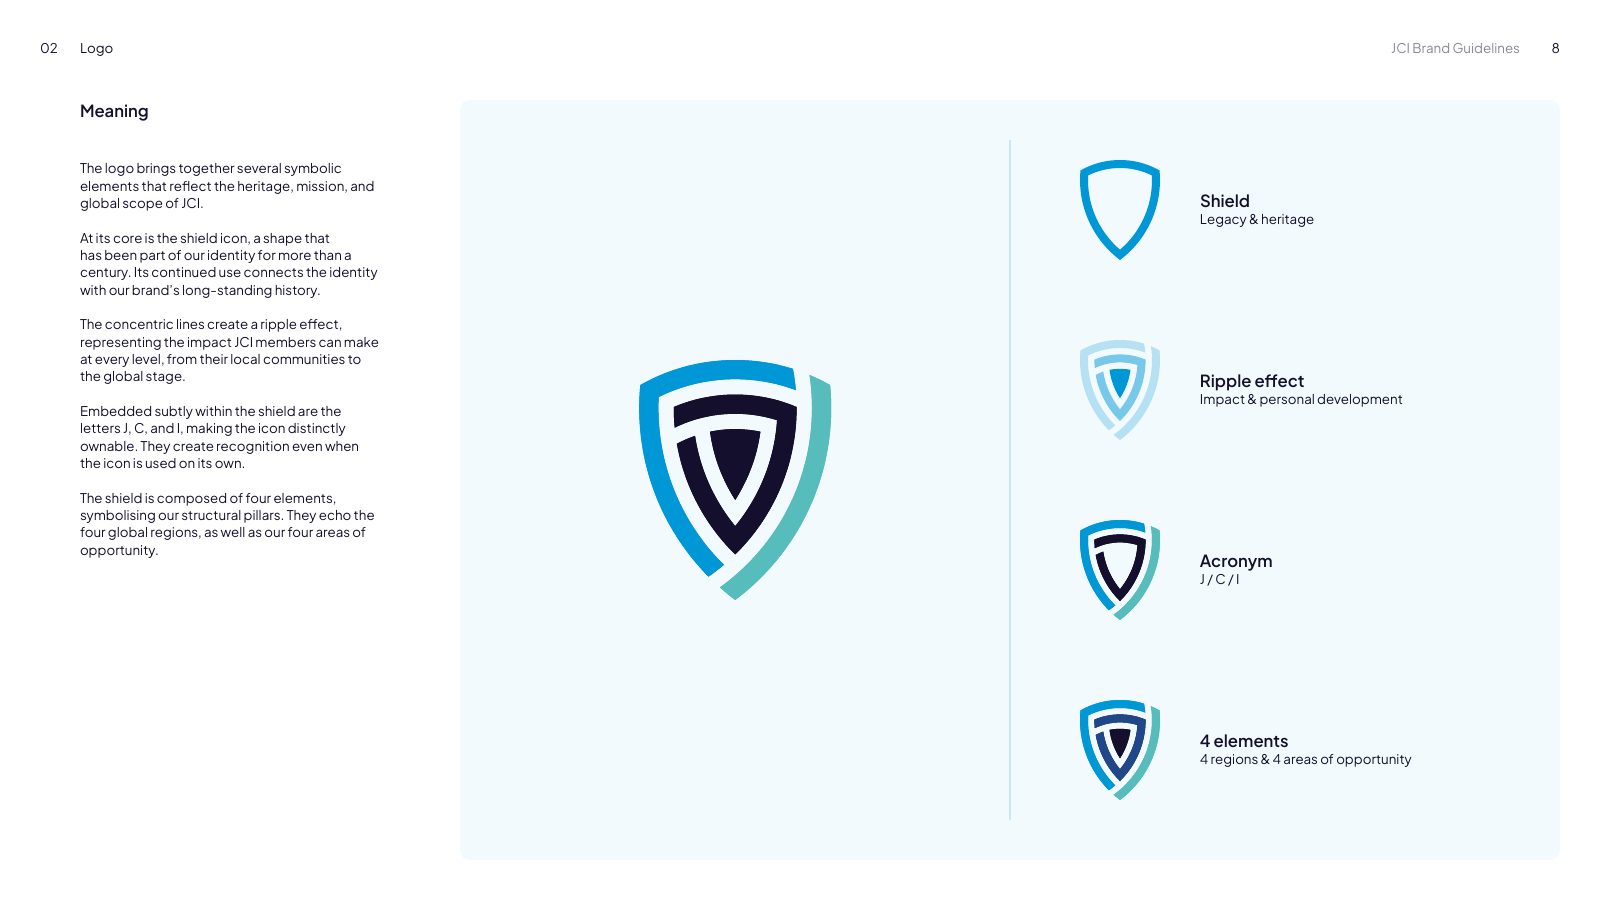 02 Logo
JCI Brand Guidelines 8
Meaning
The logo brings together several symbolic
elements that reflect the heritage, mission, and
global scope of JCI.
At its core is the shield icon, a shape that
has been part of our identity for more than a
century. Its continued use connects the identity
with our brand’s long-standing history.
The concentric lines create a ripple effect,
representing the impact JCI members can make
at every level, from their local communities to
the global stage.
Embedded subtly within the shield are the
letters J, C, and I, making the icon distinctly
ownable. They create recognition even when
the icon is used on its own.
The shield is composed of four elements,
symbolising our structural pillars. They echo the
four global regions, as well as our four areas of
opportunity.
Shield
Legacy & heritage
Ripple effect
Impact & personal development
Acronym
J / C / I
4 elements
4 regions & 4 areas of opportunity